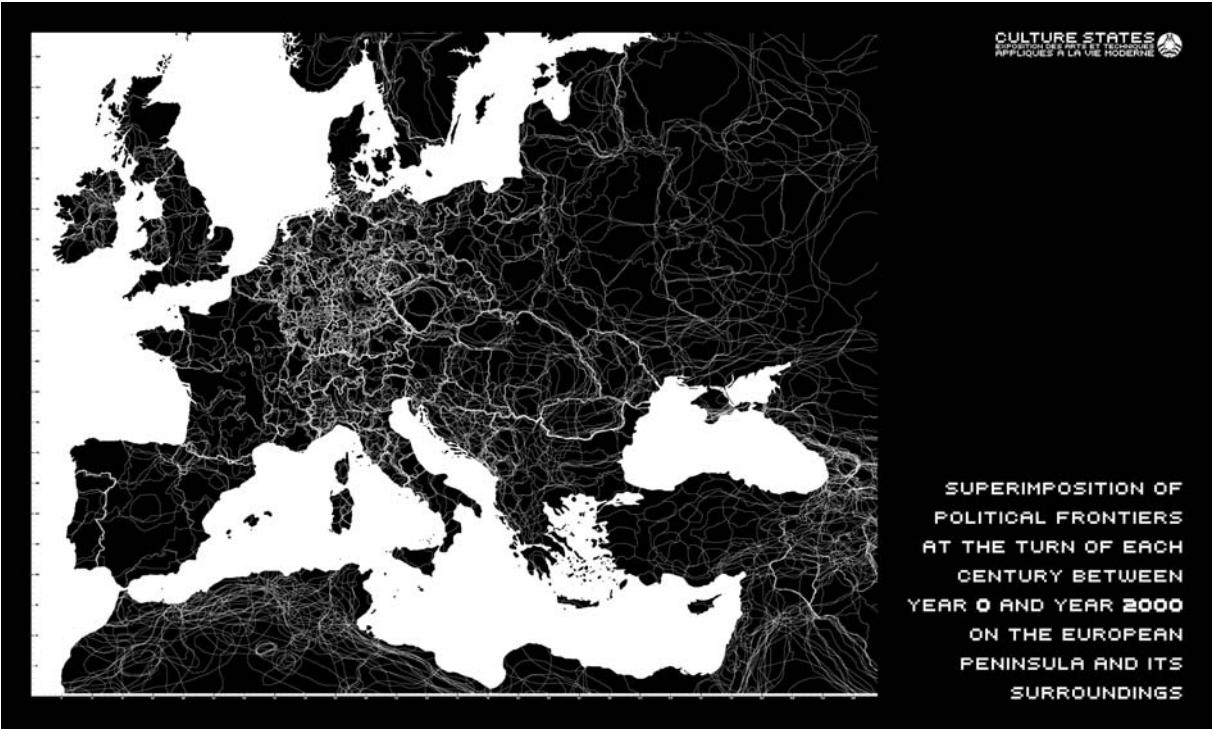 CULTURE STATES
EXPOSITION DES ARTS ET TECHNIQUES
APPLIQUES A LA VIE MODERNE
SUPERIMPOSITION OF
POLITICAL FRONTIERS
AT THE TURN OF EACH
CENTURY BETWEEN
YEAR 0 AND YEAR 2000
ON THE EUROPEAN
PENINSULA AND ITS
SURROUNDINGS